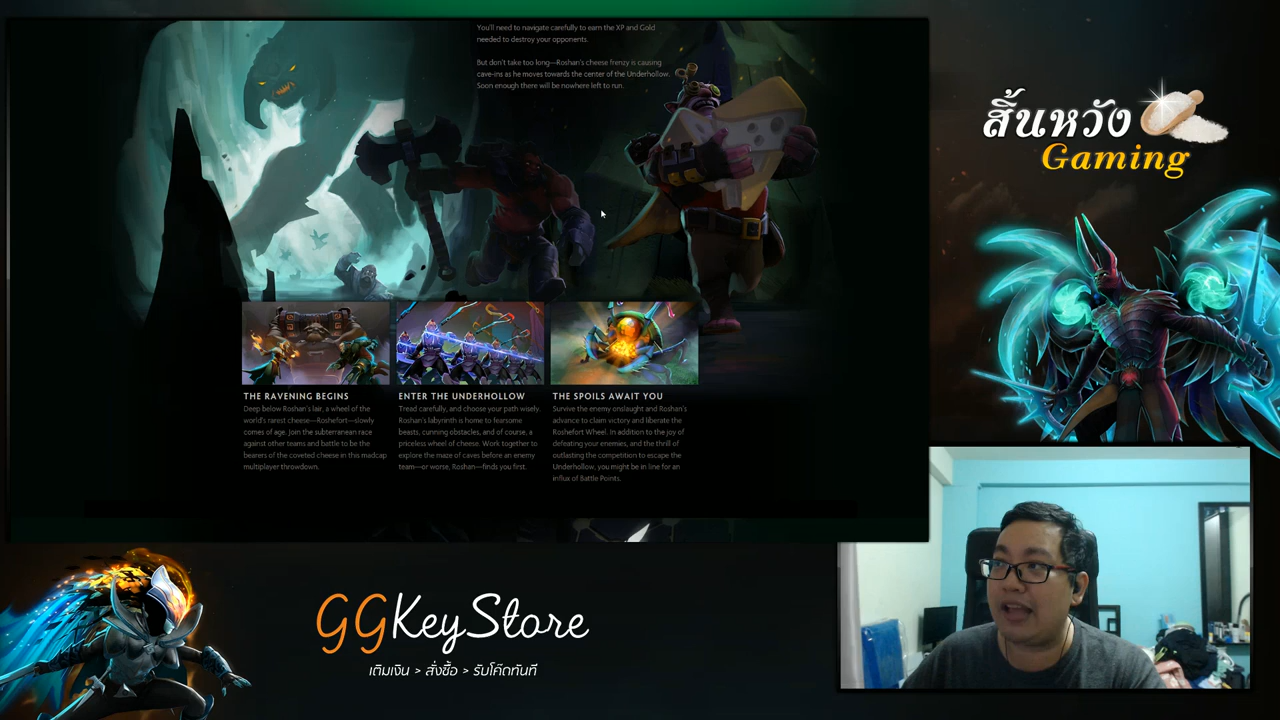 You'll need to navigate carefully to earn the XP and Gold
needed to destroy your opponents.
But don't take too long—Roshan's cheese frenzy is causing
cave-ins as he moves towards the center of the Underhollow.
Soon enough there will be nowhere left to run.
สิ้นหวัง
Gaming
THE RAVENING BEGINS
Deep below Roshan's lair, a wheel of the
world's rarest cheese—Roshefort—slowly
comes of age. Join the subterranean race
against other teams and battle to be the
bearers of the coveted cheese in this madcap
multiplayer throwdown.
ENTER THE UNDERHOLLOW
Tread carefully, and choose your path wisely.
Roshan's labyrinth is home to fearsome
beasts, cunning obstacles, and of course, a
priceless wheel of cheese. Work together to
explore the maze of caves before an enemy
team—or worse, Roshan—finds you first.
THE SPOILS AWAIT YOU
Survive the enemy onslaught and Roshan's
advance to claim victory and liberate the
Roshefort Wheel. In addition to the joy of
defeating your enemies, and the thrill of
outlasting the competition to escape the
Underhollow, you might be in line for an
influx of Battle Points.
GGKeyStore
เติมเงิน > สั่งซื้อ > รับโค๊ดทันที